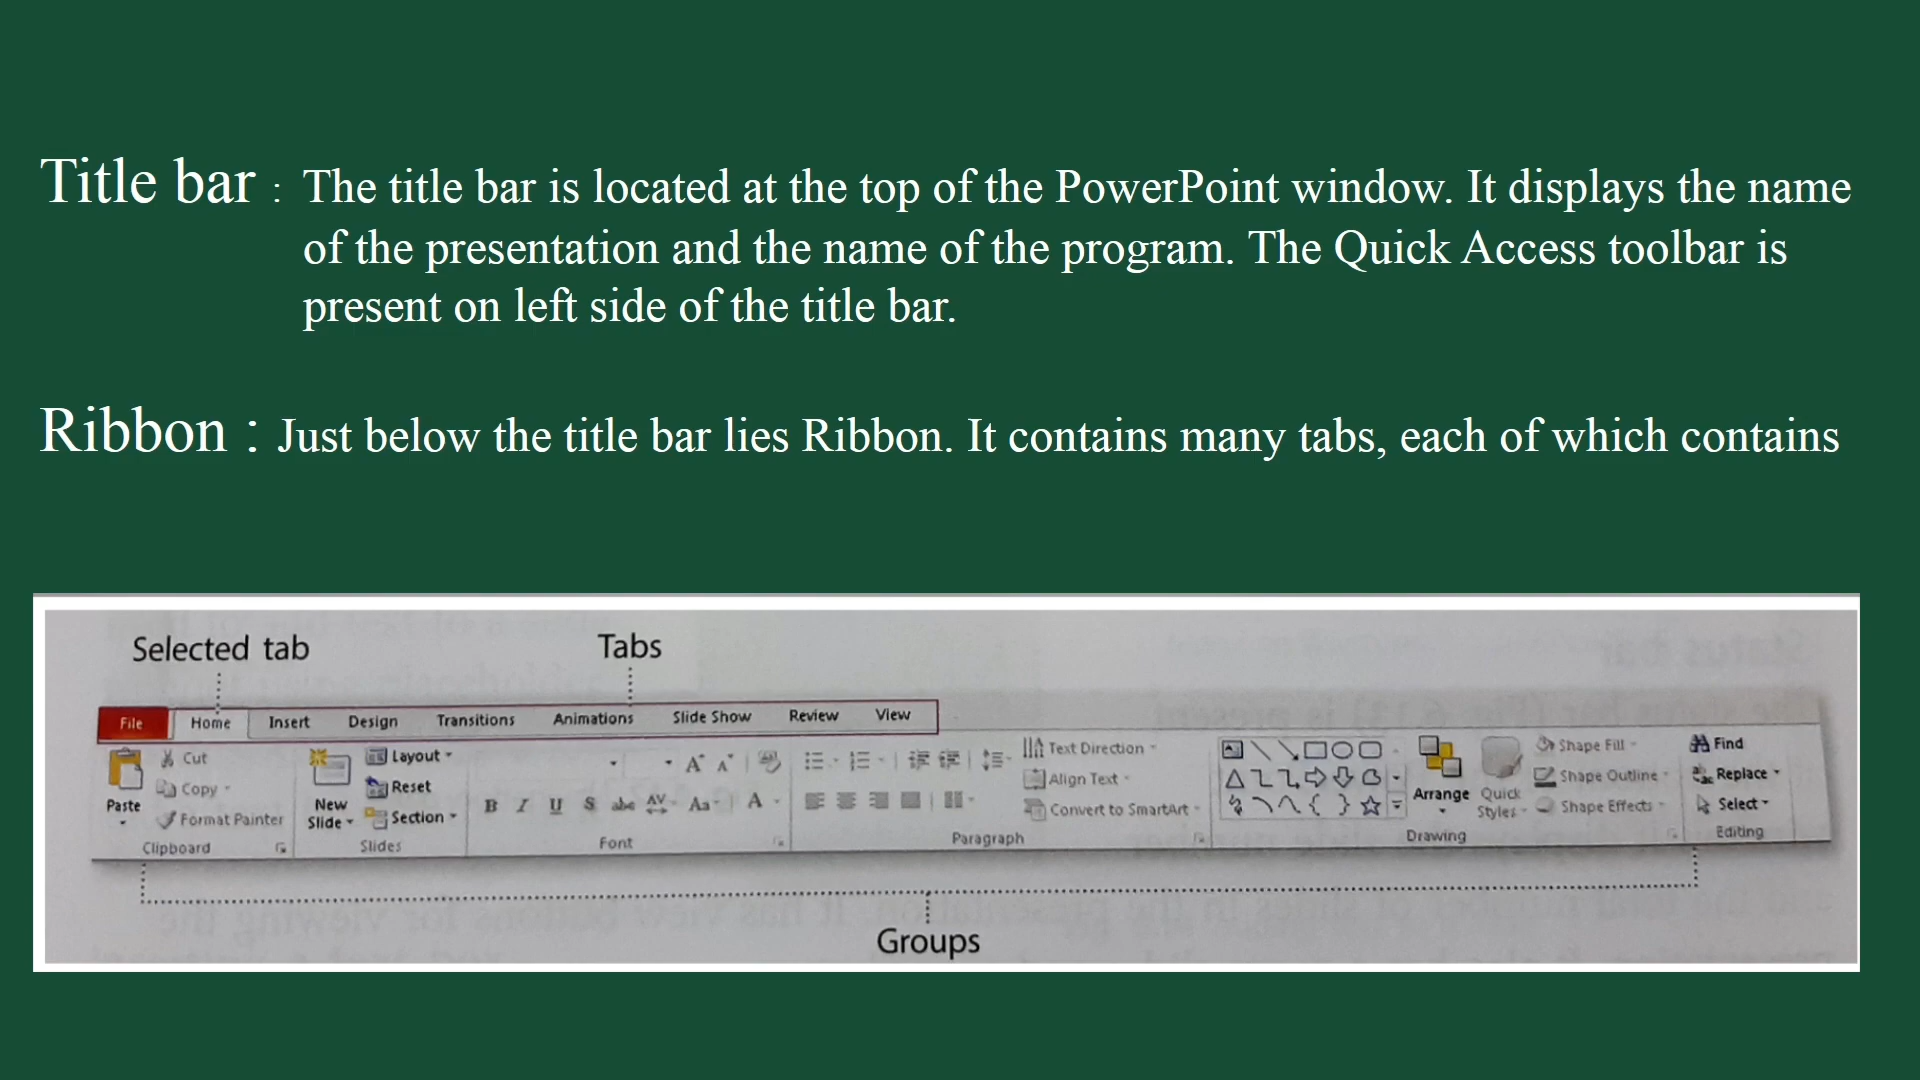 Title bar : The title bar is located at the top of the PowerPoint window. It displays the name
of the presentation and the name of the program. The Quick Access toolbar is
present on left side of the title bar.
Ribbon : Just below the title bar lies Ribbon. It contains many tabs, each of which contains
Selected tab
Tabs
File Home Insert Design Transitions Animations Slide Show Review View
Paste
Cut
Copy
Format Painter
Clipboard
New
Slide
Layout
Reset
Section
Slides
A A
B I U S abc AV Aa A
Font
Text Direction
Align Text
Convert to SmartArt
Paragraph
Arrange
Quick
Styles
Shape Fill
Shape Outline
Shape Effects
Drawing
Find
Replace
Select
Editing
Groups